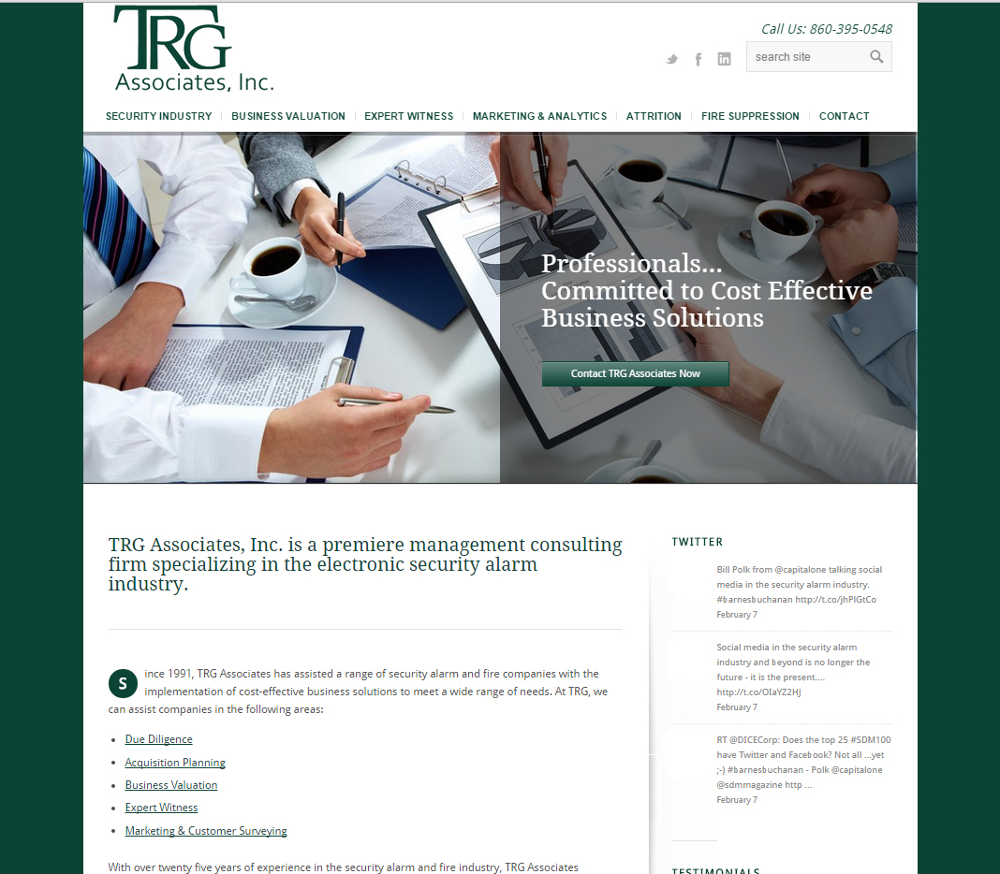 TRG
Associates, Inc.
Call Us: 860-395-0548
search site
SECURITY INDUSTRY
BUSINESS VALUATION
EXPERT WITNESS
MARKETING & ANALYTICS
ATTRITION
FIRE SUPPRESSION
CONTACT
Professionals...
Committed to Cost Effective
Business Solutions
Contact TRG Associates Now
TRG Associates, Inc. is a premiere management consulting
firm specializing in the electronic security alarm
industry.
Since 1991, TRG Associates has assisted a range of security alarm and fire companies with the
implementation of cost-effective business solutions to meet a wide range of needs. At TRG, we
can assist companies in the following areas:
Due Diligence
Acquisition Planning
Business Valuation
Expert Witness
Marketing & Customer Surveying
With over twenty five years of experience in the security alarm and fire industry, TRG Associates
TWITTER
Bill Polk from @capitalone talking social
media in the security alarm industry.
#barnesbuchanan http://t.co/jhPlGtCo
February 7
Social media in the security alarm
industry and beyond is no longer the
future - it is the present....
http://t.co/OIaYZ2HJ
February 7
RT @DICECorp: Does the top 25 #SDM100
have Twitter and Facebook? Not all ...yet
;-) #barnesbuchanan - Polk @capitalone
@sdmmagazine http ...
February 7
TESTIMONIALS